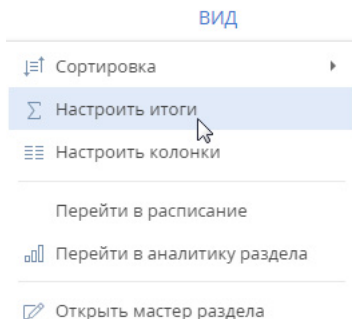 ВИД
Сортировка
Настроить итоги
Настроить колонки
Перейти в расписание
Перейти в аналитику раздела
Открыть мастер раздела